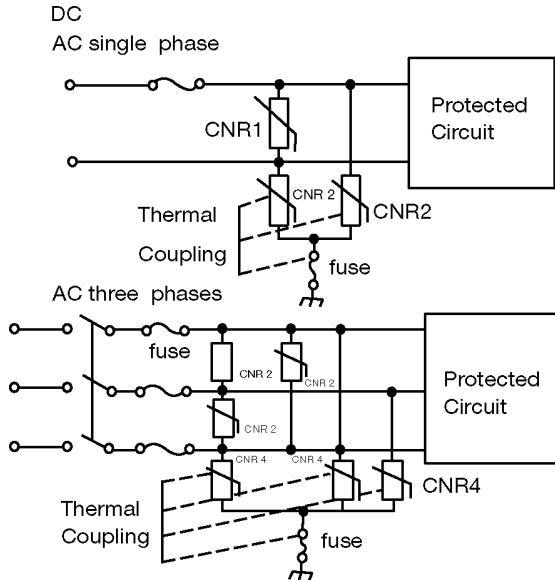 DC
AC single phase
Protected
Circuit
CNR1
CNR 2
CNR2
Thermal
Coupling
fuse
AC three phases
fuse
CNR 2
CNR 2
CNR 2
Protected
Circuit
CNR 4
CNR 4
CNR4
Thermal
Coupling
fuse